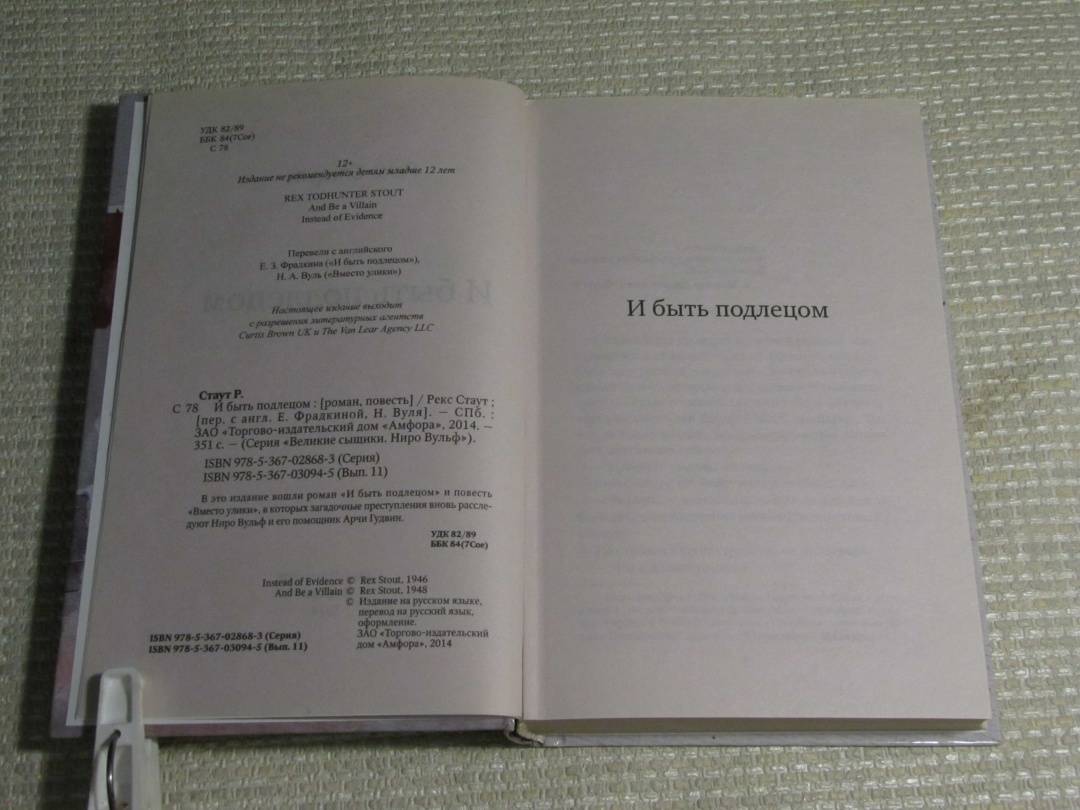 УДК 82/89
ББК 84(7Сое)
С 78
12+
Издание не рекомендуется детям младше 12 лет
REX TODHUNTER STOUT
And Be a Villain
Instead of Evidence
Перевели с английского
Е. З. Фрадкина («И быть подлецом»),
Н. А. Вуль («Вместо улики»)
Настоящее издание выходит
с разрешения литературных агентств
Curtis Brown UK и The Van Lear Agency LLC
Стаут Р.
С 78 И быть подлецом : [роман, повесть] / Рекс Стаут ;
[пер. с англ. Е. Фрадкиной, Н. Вуля]. — СПб. :
ЗАО «Торгово-издательский дом «Амфора», 2014. —
351 с. — (Серия «Великие сыщики. Ниро Вульф»).
ISBN 978-5-367-02868-3 (Серия)
ISBN 978-5-367-03094-5 (Вып. 11)
В это издание вошли роман «И быть подлецом» и повесть
«Вместо улики», в которых загадочные преступления вновь рассле-
дуют Ниро Вульф и его помощник Арчи Гудвин.
УДК 82/89
ББК 84(7Сое)
Instead of Evidence © Rex Stout, 1946
And Be a Villain © Rex Stout, 1948
© Издание на русском языке,
перевод на русский язык,
оформление.
ЗАО «Торгово-издательский
дом «Амфора», 2014
ISBN 978-5-367-02868-3 (Серия)
ISBN 978-5-367-03094-5 (Вып. 11)
И быть подлецом